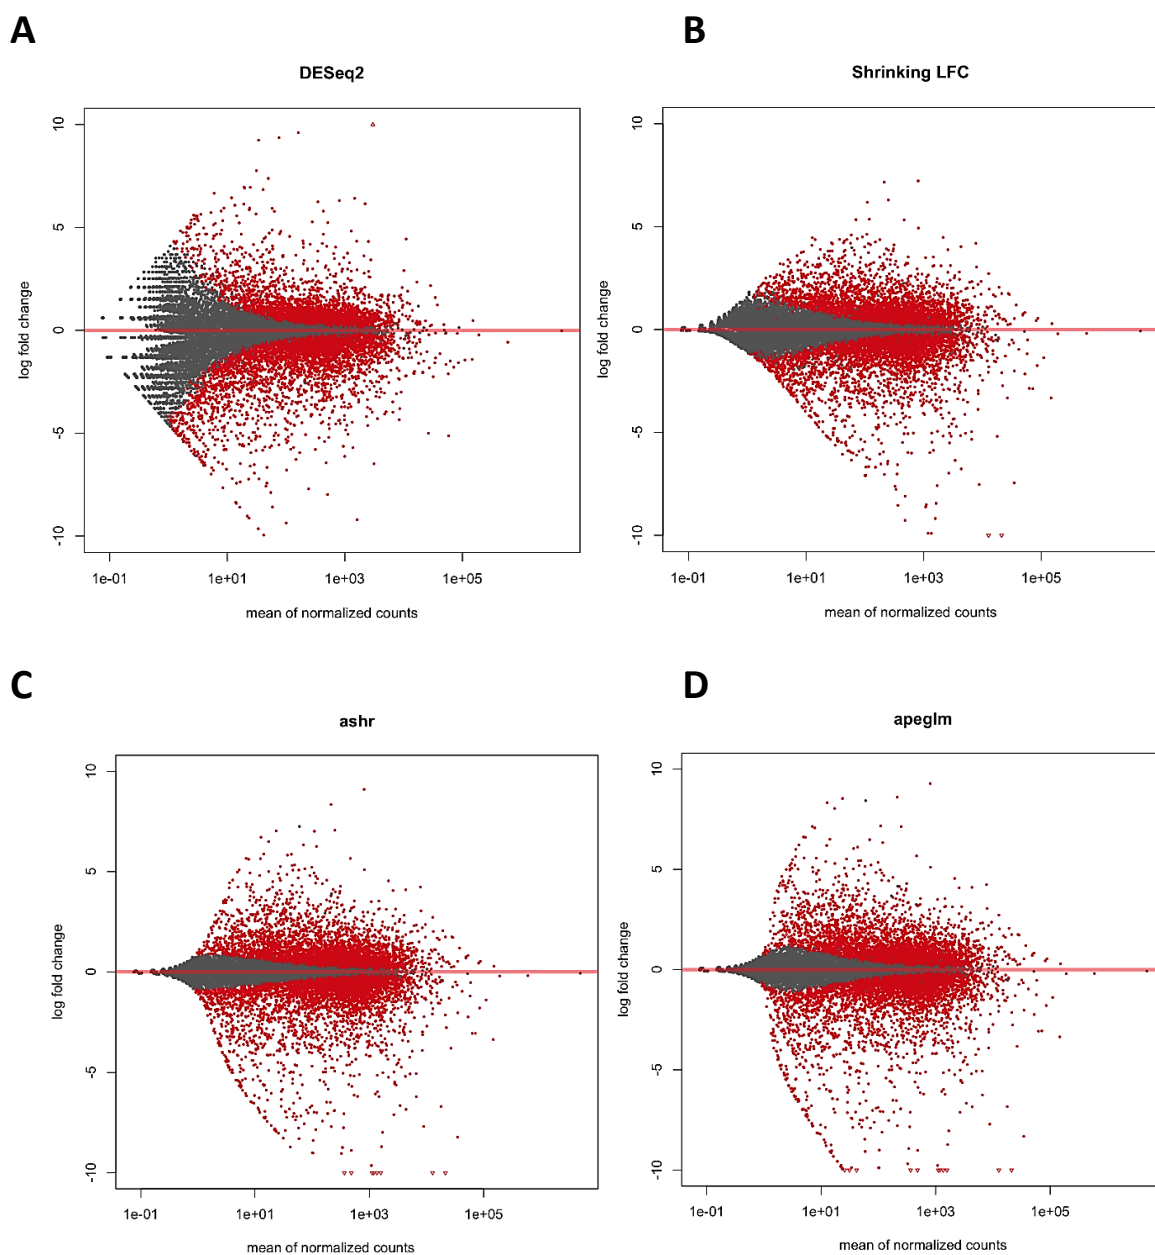 A
B
DESeq2
Shrinking LFC
log fold change
10
5
0
-5
-10
1e-01 1e+01 1e+03 1e+05
mean of normalized counts
log fold change
10
5
0
-5
-10
1e-01 1e+01 1e+03 1e+05
mean of normalized counts
C
D
ashr
apeglm
log fold change
10
5
0
-5
-10
1e-01 1e+01 1e+03 1e+05
mean of normalized counts
log fold change
10
5
0
-5
-10
1e-01 1e+01 1e+03 1e+05
mean of normalized counts